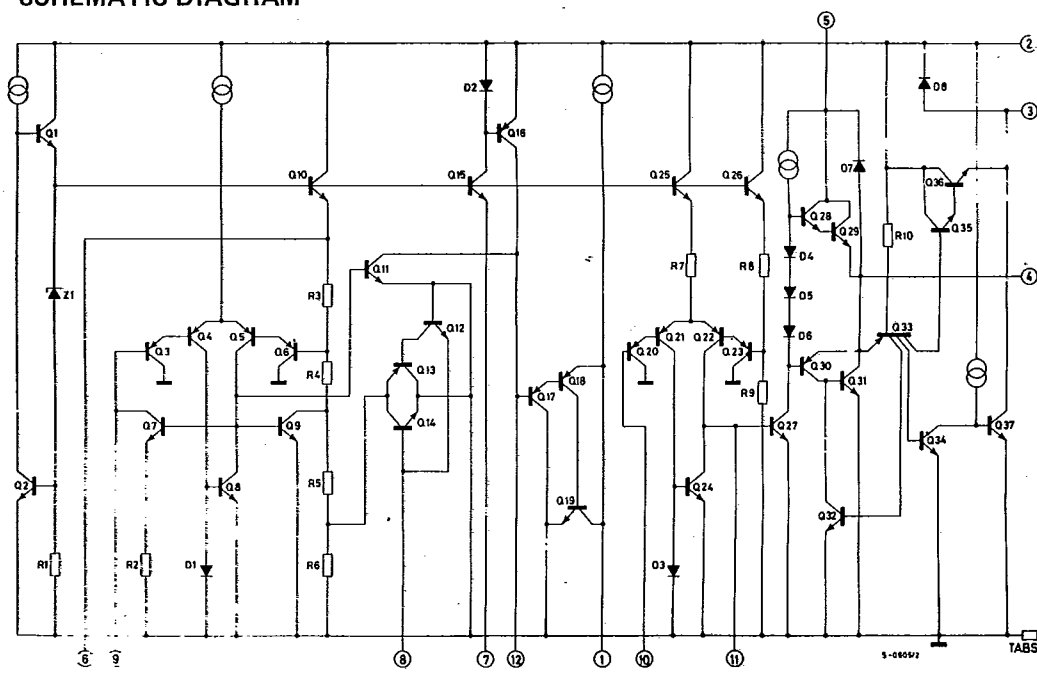 SCHEMATIC DIAGRAM
5
2
D2
D8
3
Q1
Q16
Q10
Q15
Q25
Q26
D7
Q36
Q28
Q29
R10
Q35
Q11
R7
R8
D4
4
Z1
R3
D5
Q12
Q4
Q5
Q21
Q22
D6
Q33
Q3
Q6
Q20
Q23
R4
Q13
Q18
Q30
Q31
Q17
R9
Q7
Q9
Q14
Q27
Q34
Q37
Q2
Q8
R5
Q24
Q19
Q32
R1
R2
D1
R6
D3
6
9
8
7
12
1
10
11
S-0605/2
TABS